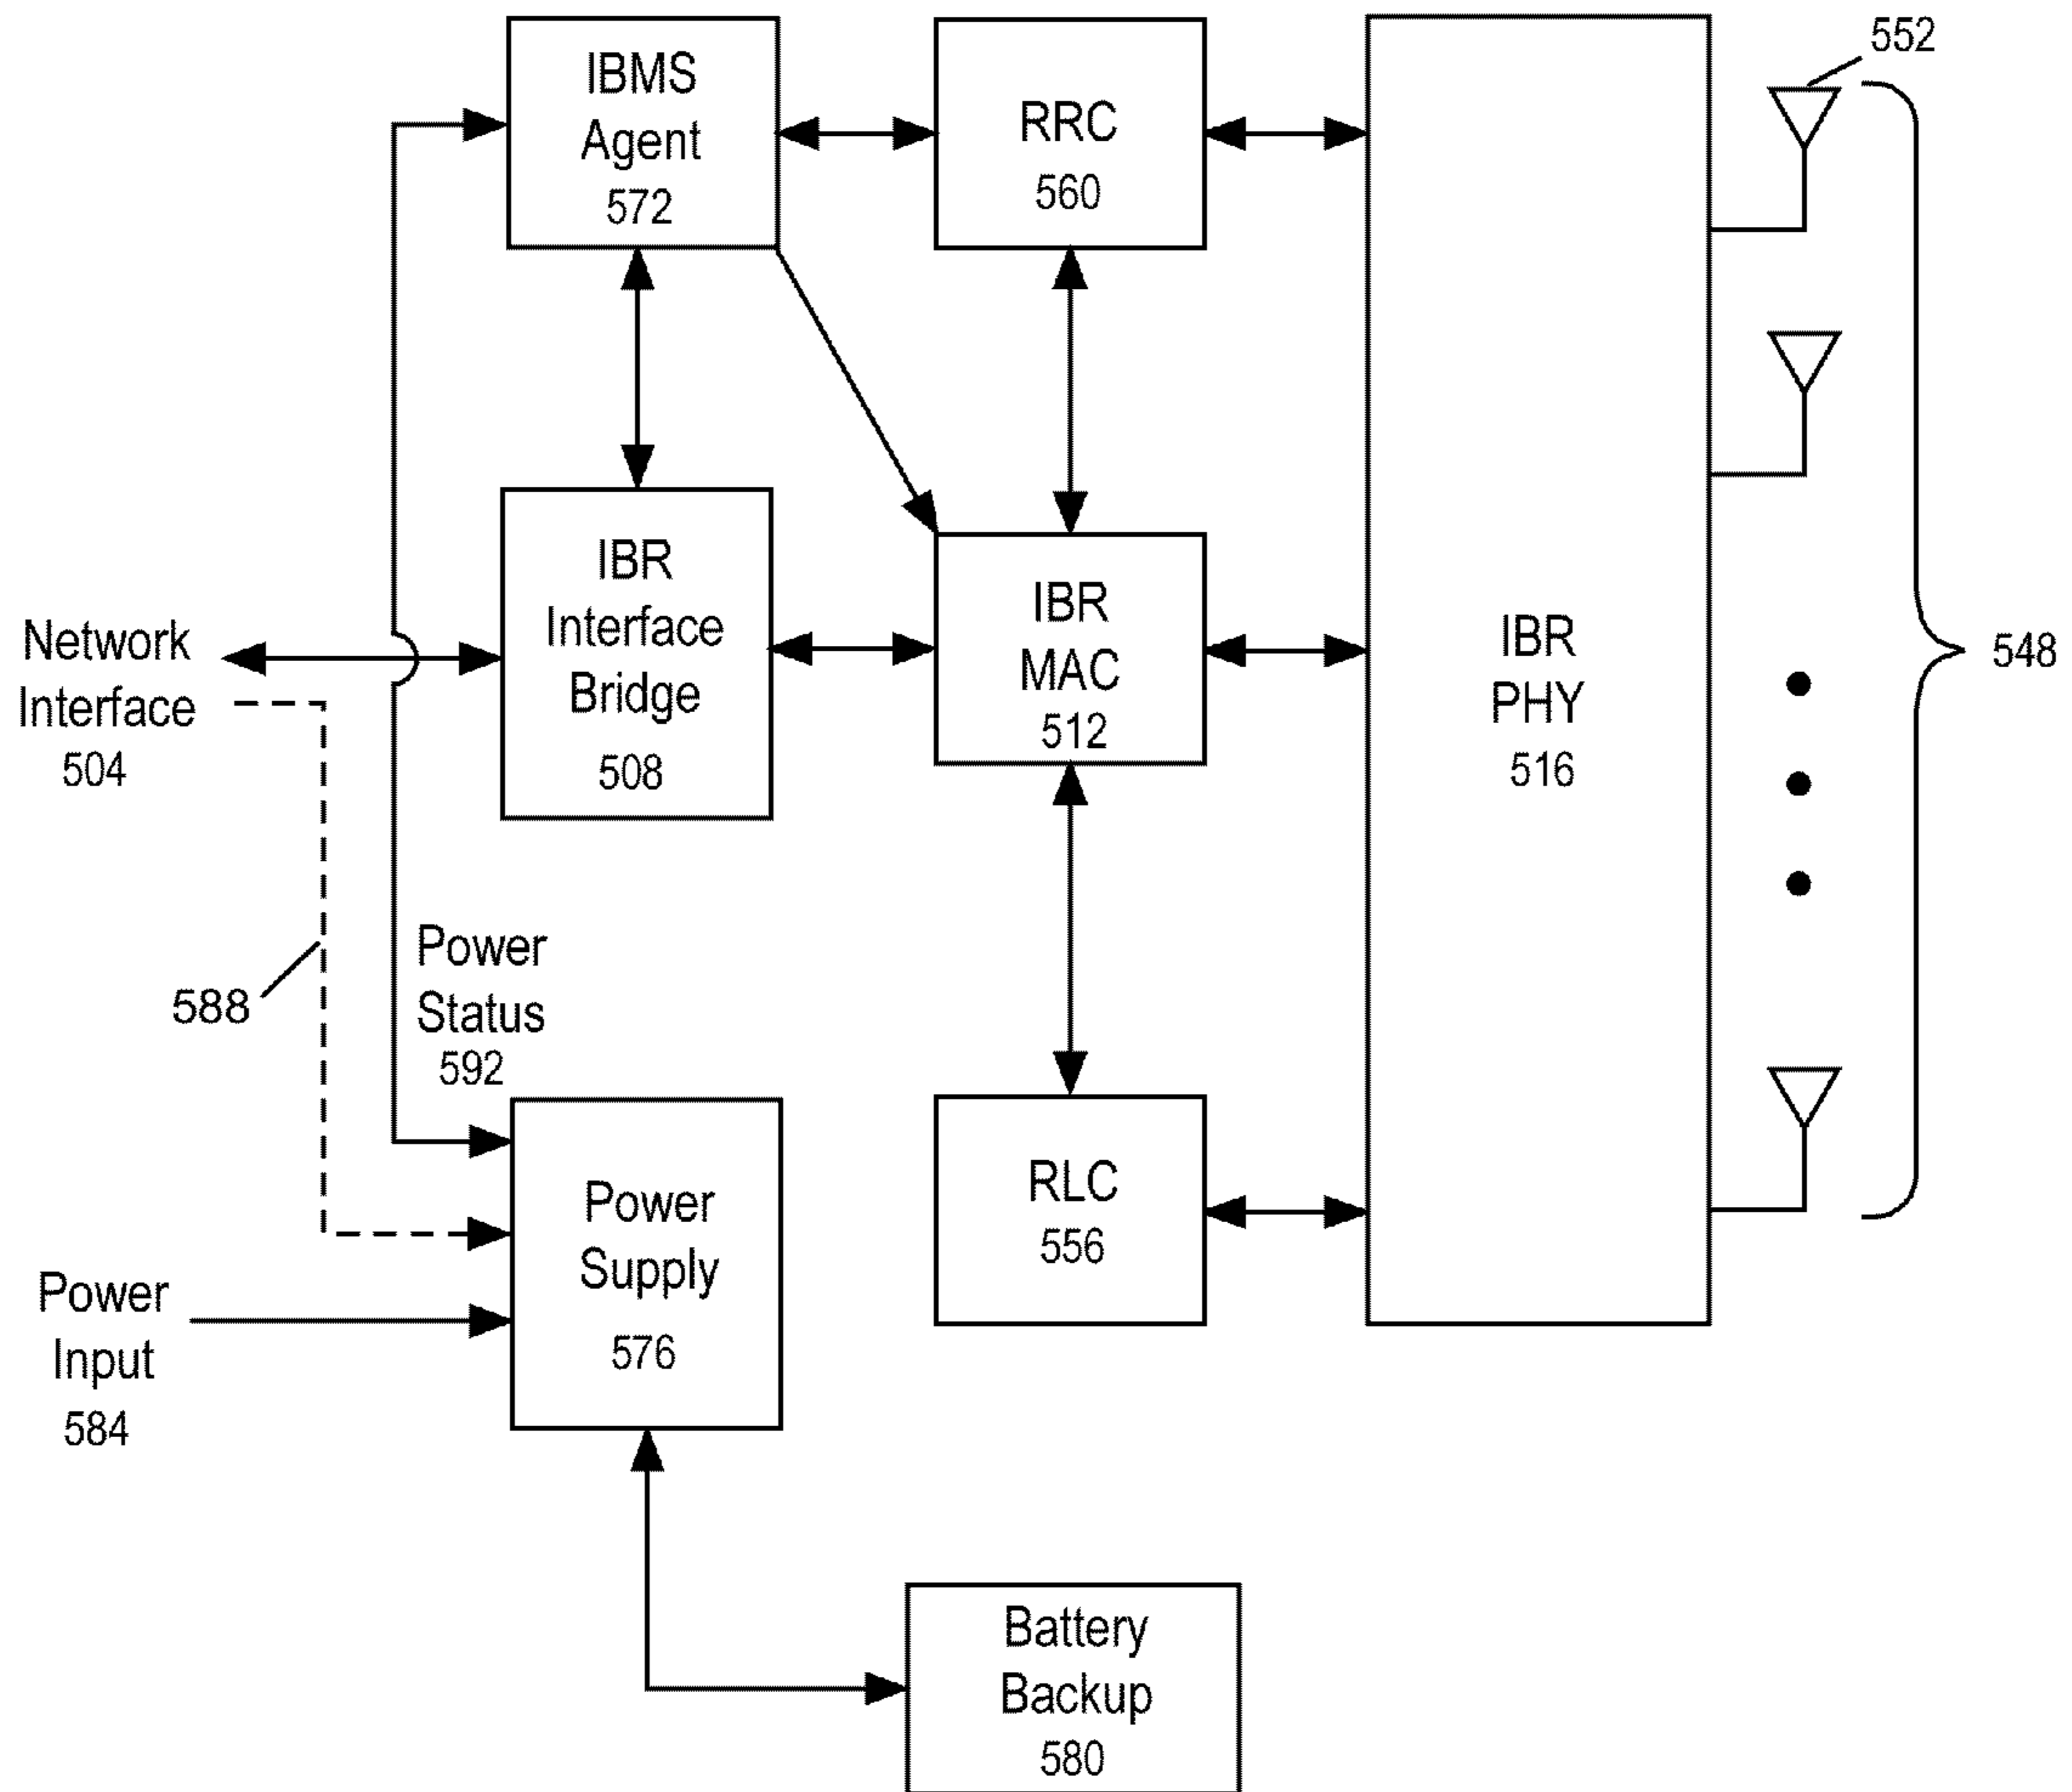 552
IBMS
Agent
572
RRC
560
Network
Interface
504
IBR
Interface
Bridge
508
IBR
MAC
512
IBR
PHY
516
548
588
Power
Status
592
Power
Supply
576
RLC
556
Power
Input
584
Battery
Backup
580